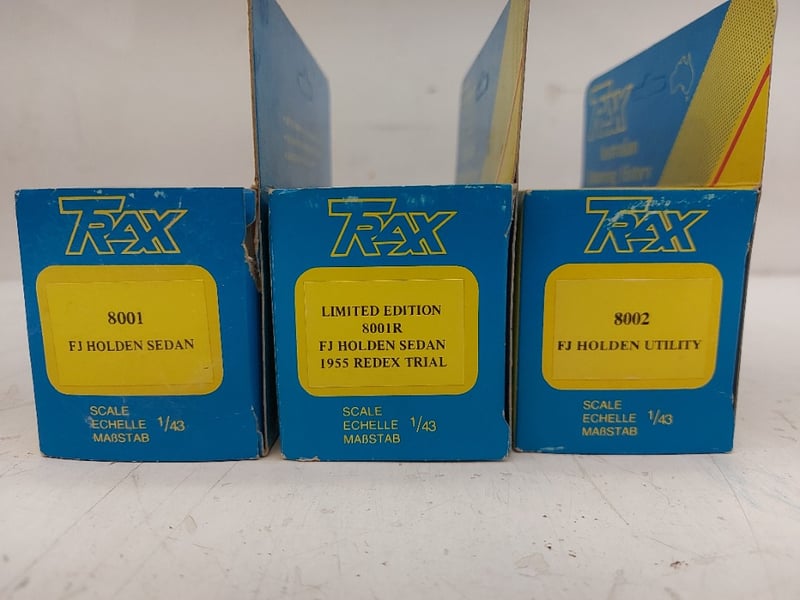 TRAX
8001
FJ HOLDEN SEDAN
SCALE
ECHELLE 1/43
MAßSTAB
TRAX
LIMITED EDITION
8001R
FJ HOLDEN SEDAN
1955 REDEX TRIAL
SCALE
ECHELLE 1/43
MAßSTAB
TRAX
TRAX
8002
FJ HOLDEN UTILITY
SCALE
ECHELLE 1/43
MAßSTAB